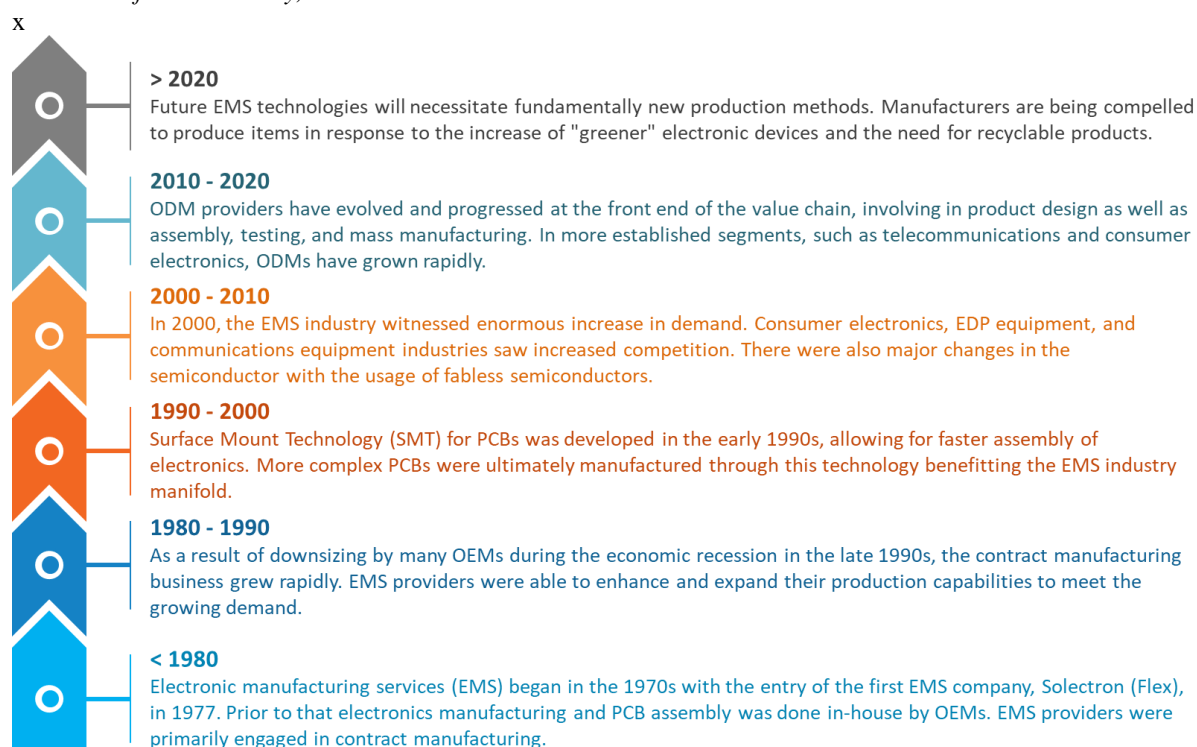 x
> 2020
Future EMS technologies will necessitate fundamentally new production methods. Manufacturers are being compelled
to produce items in response to the increase of "greener" electronic devices and the need for recyclable products.
2010 - 2020
ODM providers have evolved and progressed at the front end of the value chain, involving in product design as well as
assembly, testing, and mass manufacturing. In more established segments, such as telecommunications and consumer
electronics, ODMs have grown rapidly.
2000 - 2010
In 2000, the EMS industry witnessed enormous increase in demand. Consumer electronics, EDP equipment, and
communications equipment industries saw increased competition. There were also major changes in the
semiconductor with the usage of fabless semiconductors.
1990 - 2000
Surface Mount Technology (SMT) for PCBs was developed in the early 1990s, allowing for faster assembly of
electronics. More complex PCBs were ultimately manufactured through this technology benefitting the EMS industry
manifold.
1980 - 1990
As a result of downsizing by many OEMs during the economic recession in the late 1990s, the contract manufacturing
business grew rapidly. EMS providers were able to enhance and expand their production capabilities to meet the
growing demand.
< 1980
Electronic manufacturing services (EMS) began in the 1970s with the entry of the first EMS company, Solectron (Flex),
in 1977. Prior to that electronics manufacturing and PCB assembly was done in-house by OEMs. EMS providers were
primarily engaged in contract manufacturing.